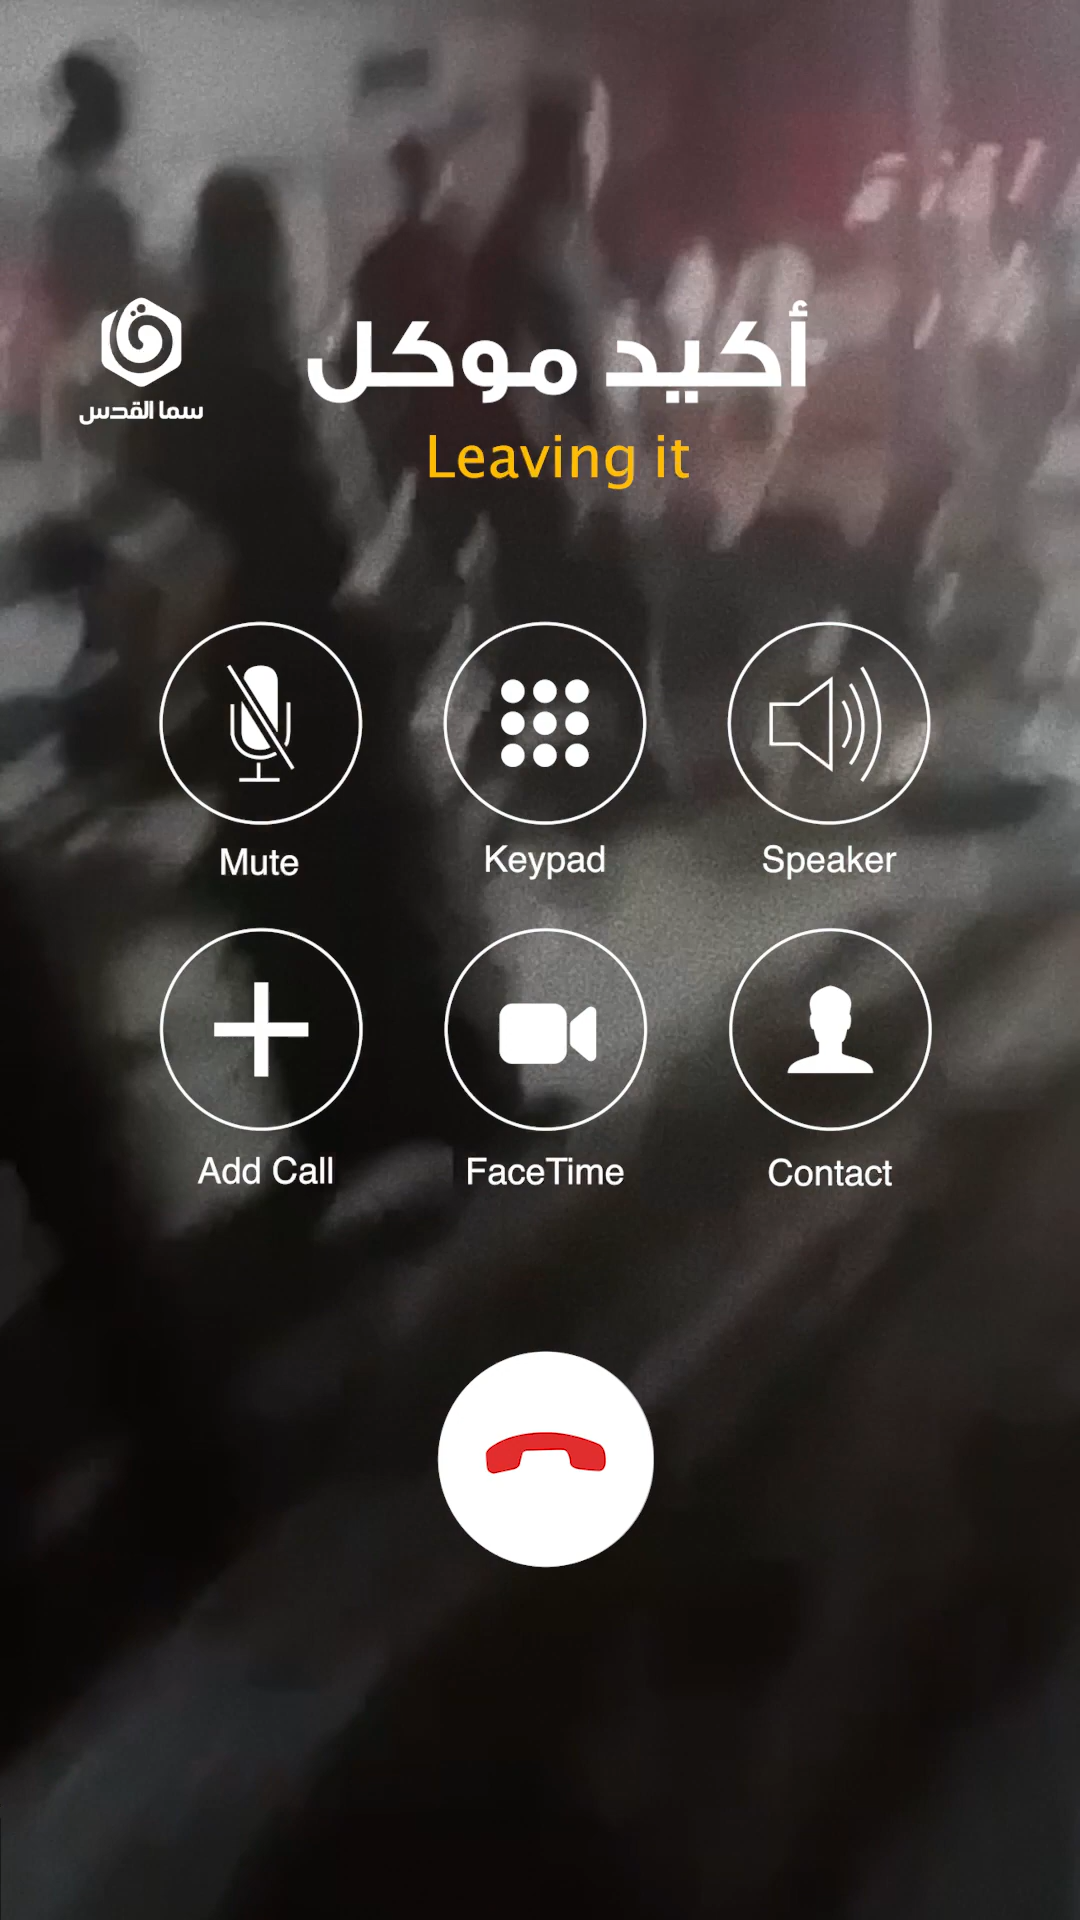 أكيد موكل
سما القدس
Leaving it
Mute
Keypad
Speaker
Add Call
FaceTime
Contact